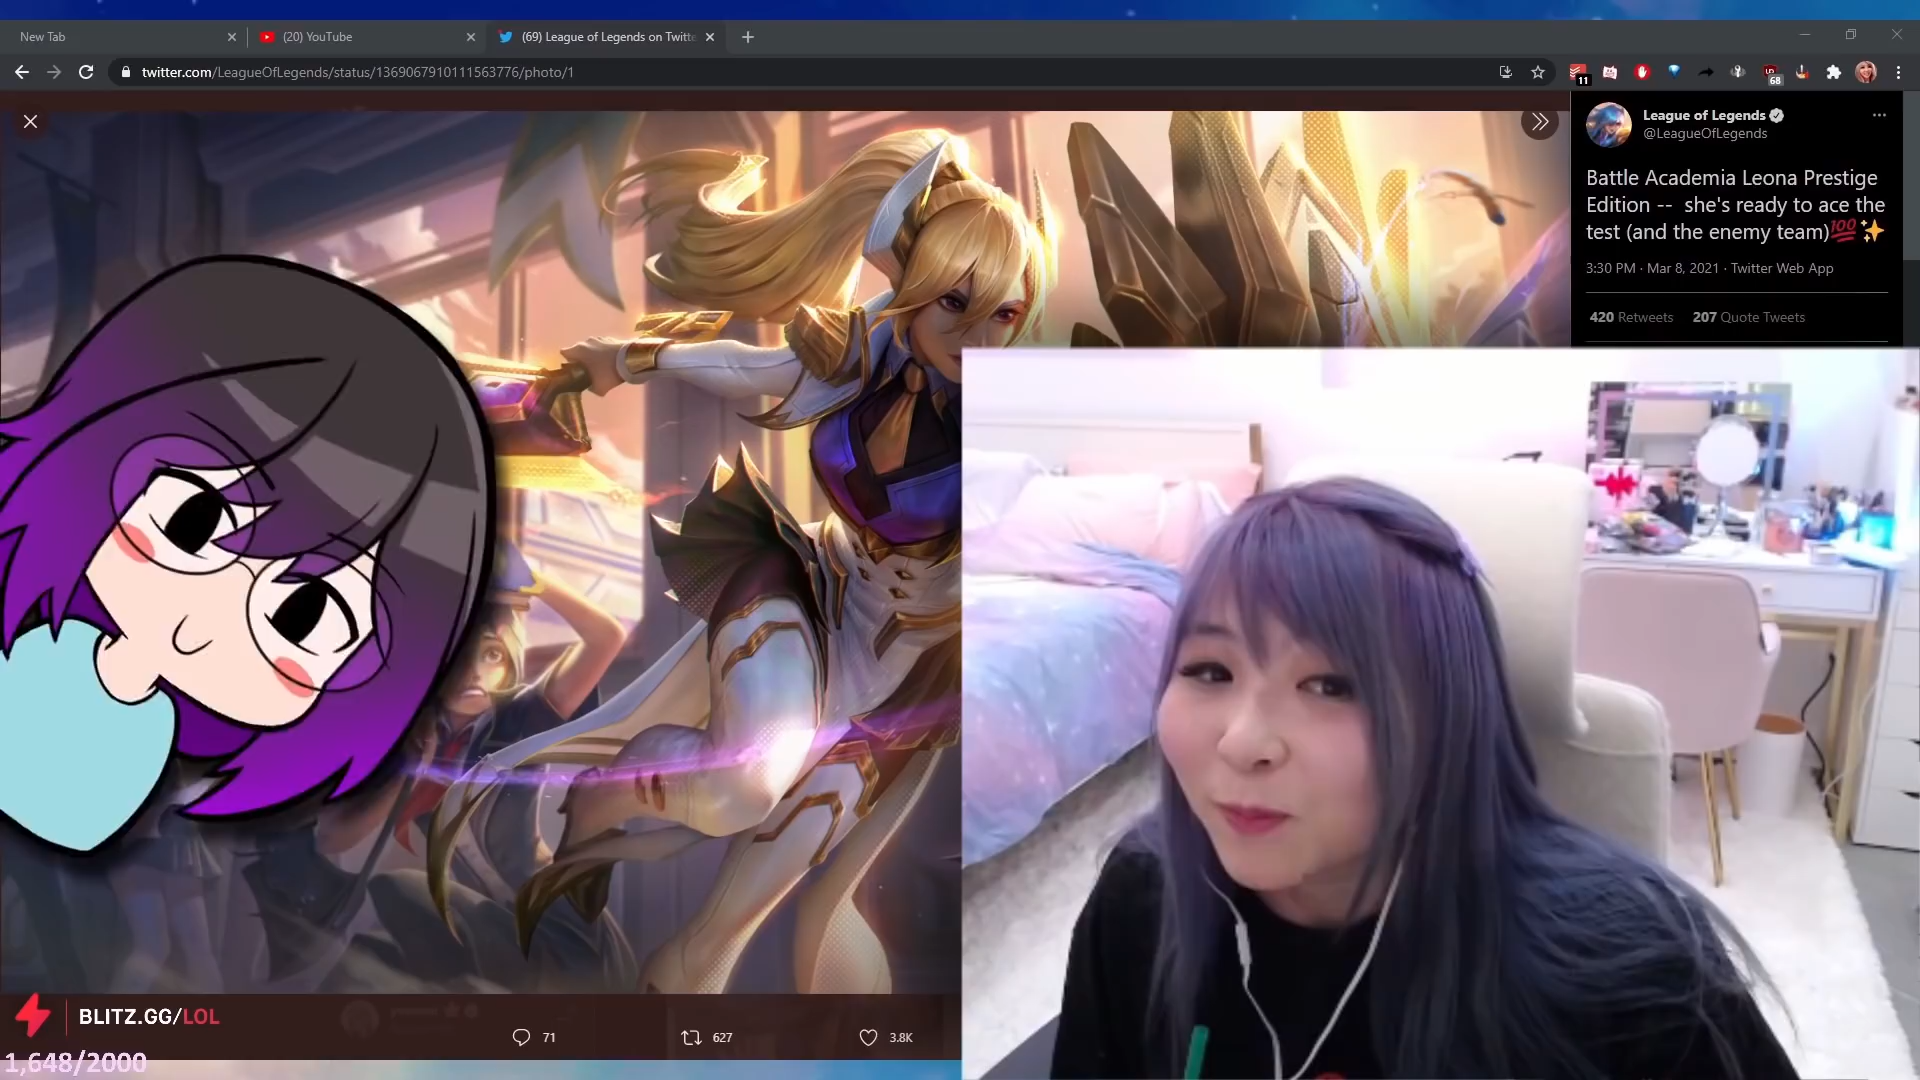 New Tab
(20) YouTube
(69) League of Legends on Twitte
twitter.com/LeagueOfLegends/status/1369067910111563776/photo/1
11
68
League of Legends
@LeagueOfLegends
Battle Academia Leona Prestige
Edition -- she's ready to ace the
test (and the enemy team)💯✨
3:30 PM · Mar 8, 2021 · Twitter Web App
420 Retweets 207 Quote Tweets
BLITZ.GG/LOL
71
627
3.8K
1,648/2000